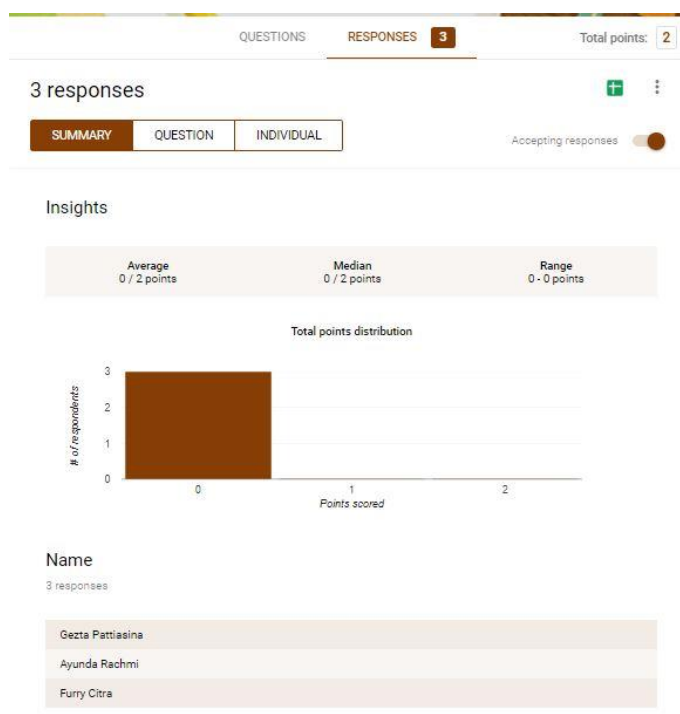 QUESTIONS RESPONSES 3 Total points: 2
3 responses
SUMMARY QUESTION INDIVIDUAL Accepting responses
Insights
Average Median Range
0 / 2 points 0 / 2 points 0 - 0 points
Total points distribution
3
2
1
0
# of respondents
0 1 2
Points scored
Name
3 responses
Gezta Pattiasina
Ayunda Rachmi
Furry Citra